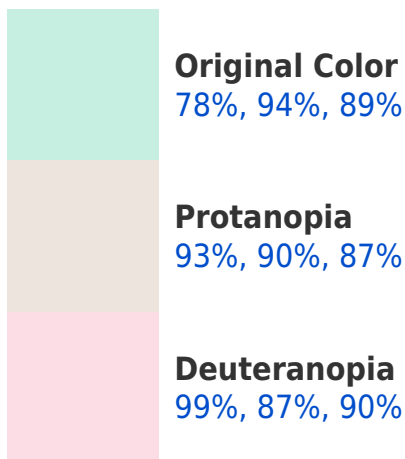 Original Color
78%, 94%, 89%
Protanopia
93%, 90%, 87%
Deuteranopia
99%, 87%, 90%